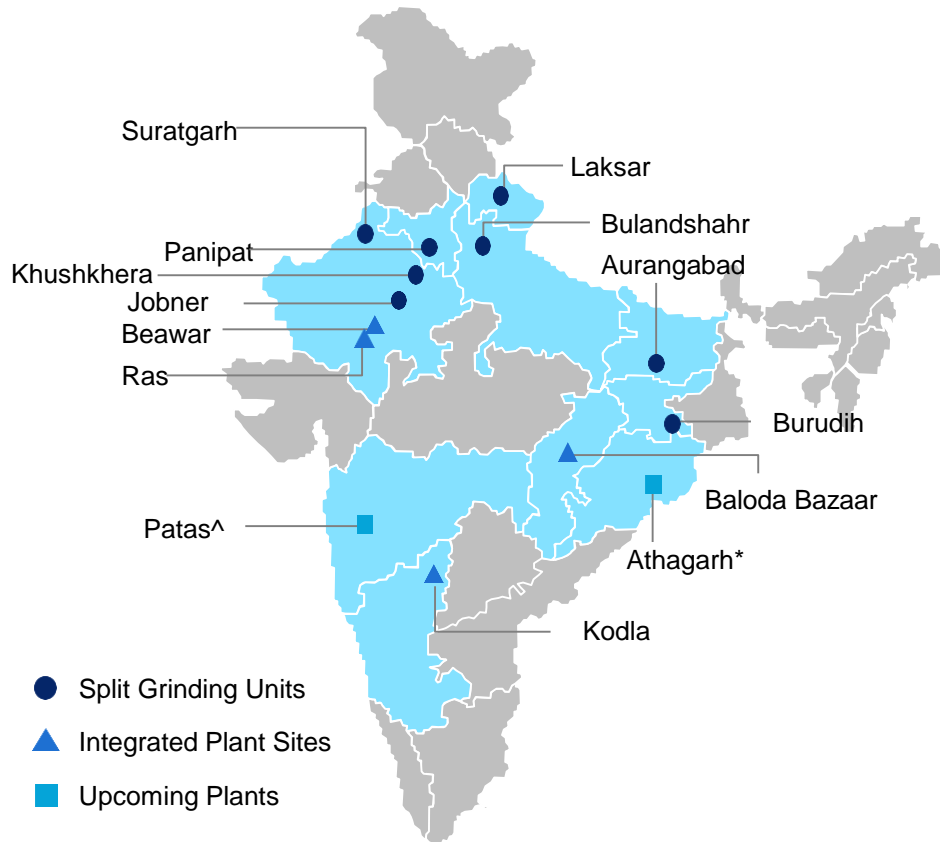 Suratgarh
Laksar
Bulandshahr
Panipat
Aurangabad
Khushkhera
Jobner
Beawar
Ras
Burudih
Baloda Bazaar
Patas^
Athagarh*
Kodla
Split Grinding Units
Integrated Plant Sites
Upcoming Plants